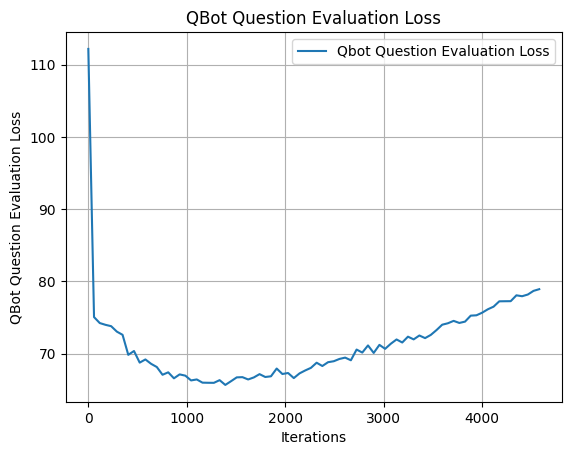 QBot Question Evaluation Loss
Qbot Question Evaluation Loss
QBot Question Evaluation Loss
110
100
90
80
70
0 1000 2000 3000 4000
Iterations